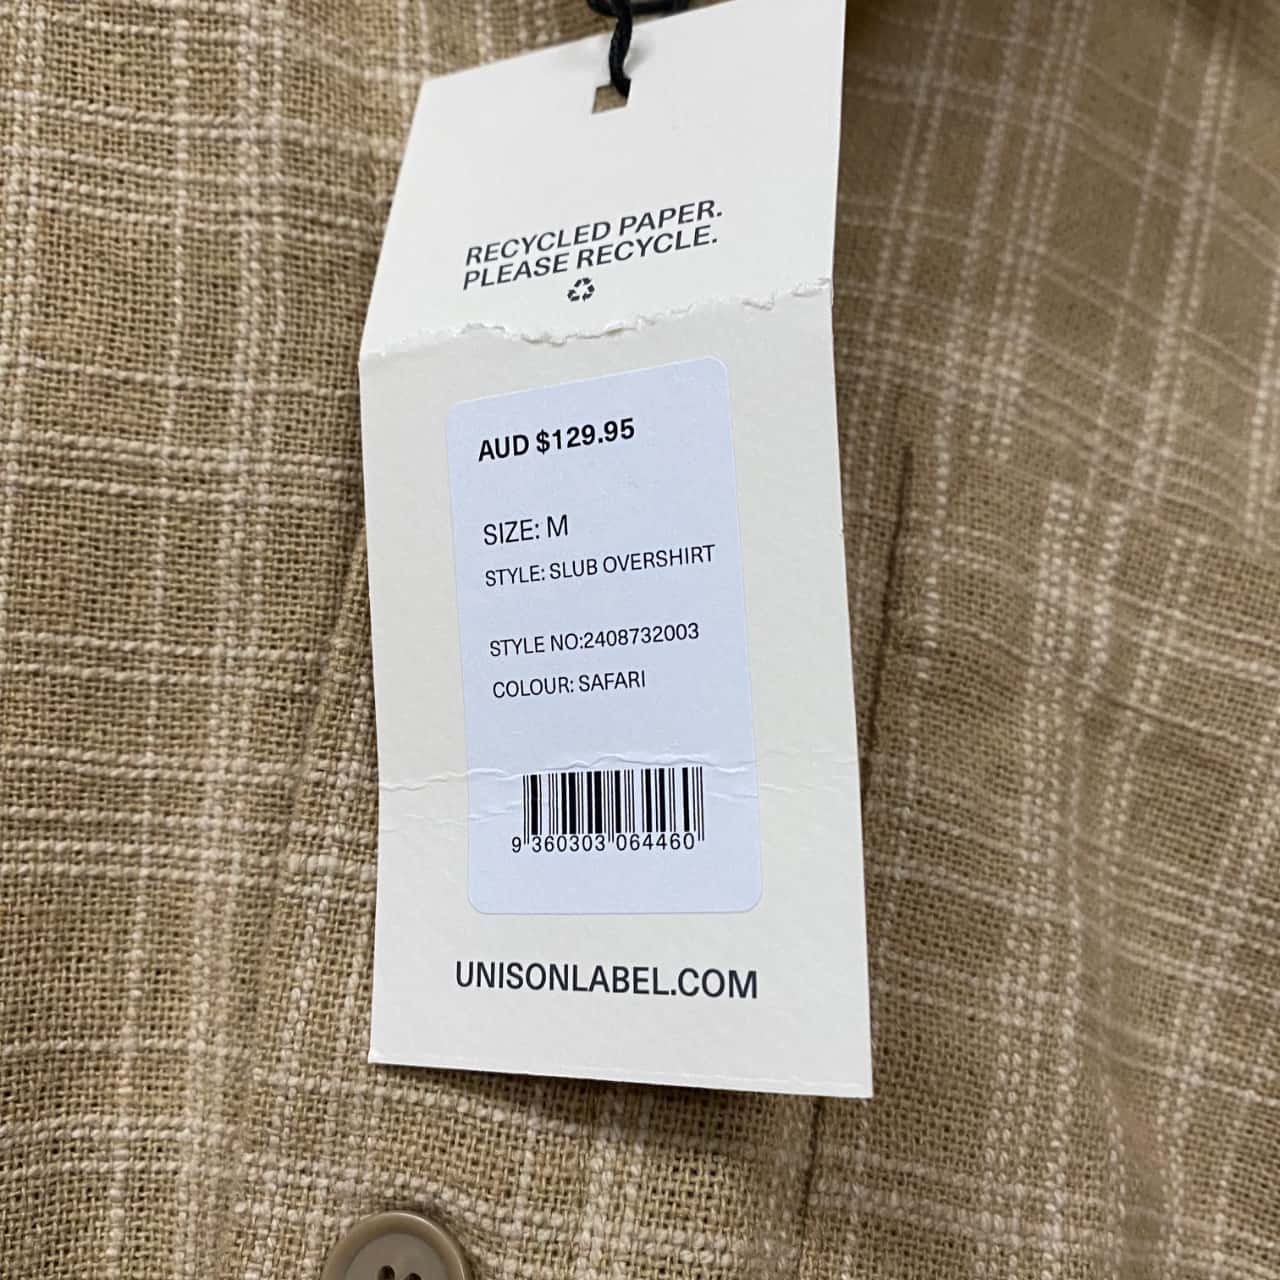 RECYCLED PAPER.
PLEASE RECYCLE.
AUD $129.95
SIZE: M
STYLE: SLUB OVERSHIRT
STYLE NO:2408732003
COLOUR: SAFARI
9 360303 064460
UNISONLABEL.COM